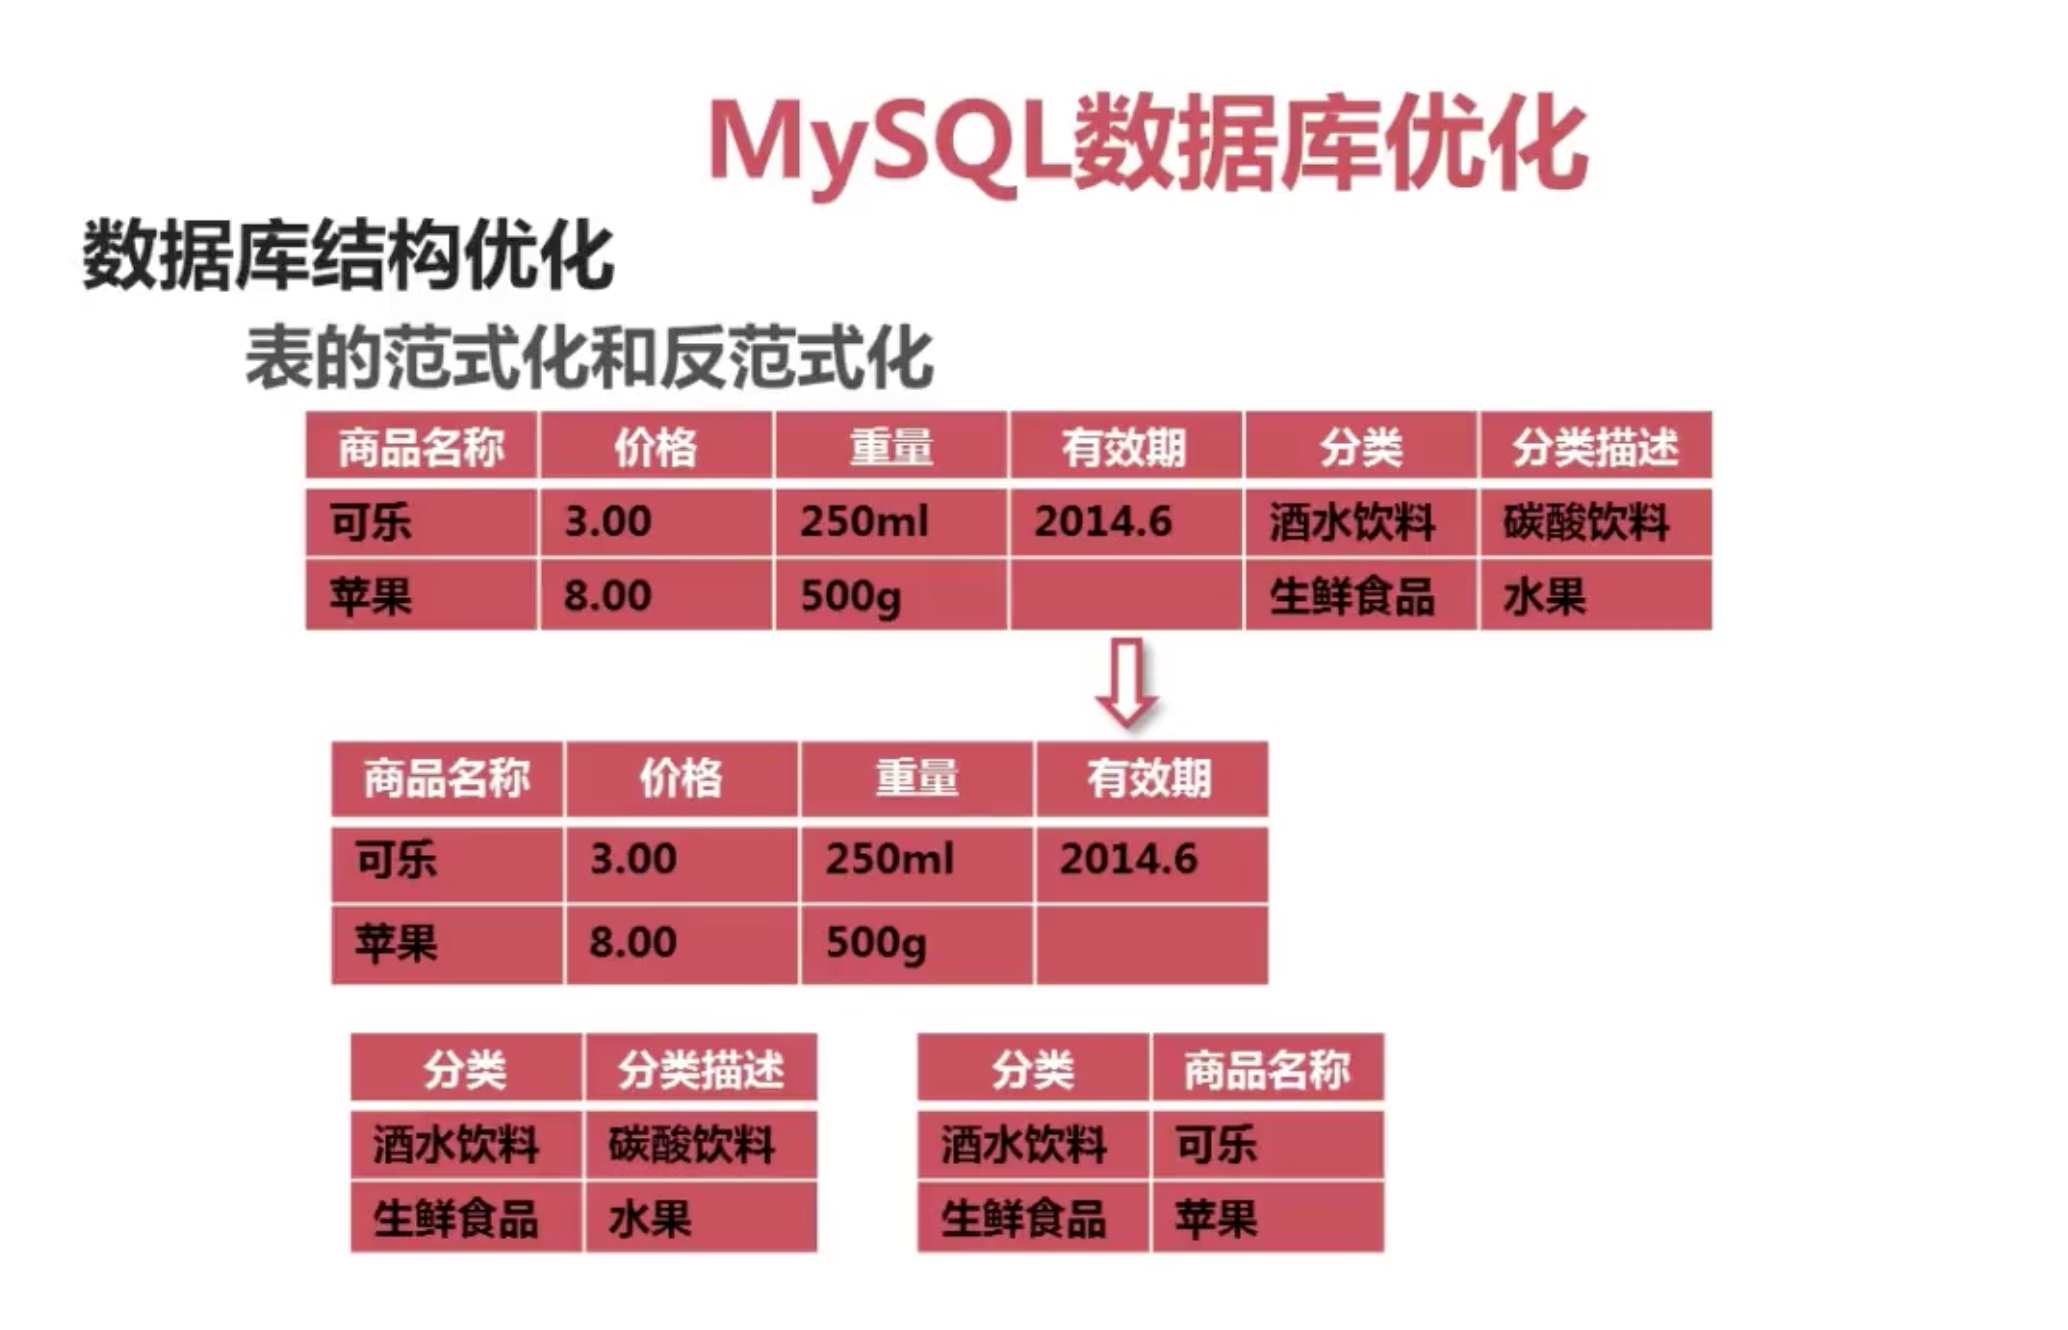 MySQL数据库优化
数据库结构优化
表的范式化和反范式化
商品名称 价格 重量 有效期 分类 分类描述
可乐 3.00 250ml 2014.6 酒水饮料 碳酸饮料
苹果 8.00 500g 生鲜食品 水果
商品名称 价格 重量 有效期
可乐 3.00 250ml 2014.6
苹果 8.00 500g
分类 分类描述
酒水饮料 碳酸饮料
生鲜食品 水果
分类 商品名称
酒水饮料 可乐
生鲜食品 苹果